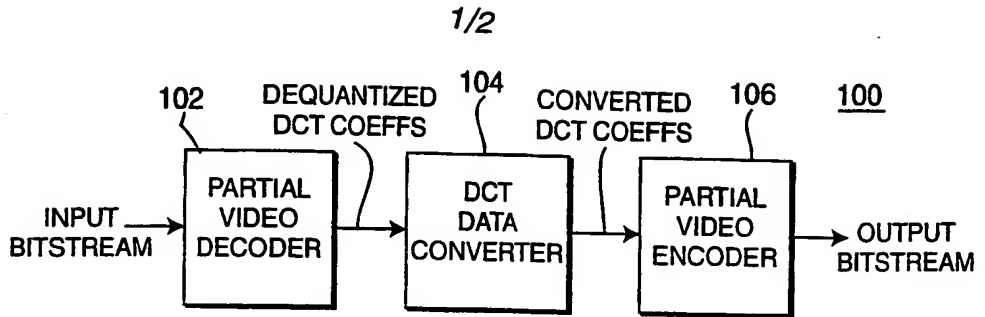 1/2
102
DEQUANTIZED
DCT COEFFS
104
CONVERTED
DCT COEFFS
106
100
INPUT
BITSTREAM
PARTIAL
VIDEO
DECODER
DCT
DATA
CONVERTER
PARTIAL
VIDEO
ENCODER
OUTPUT
BITSTREAM